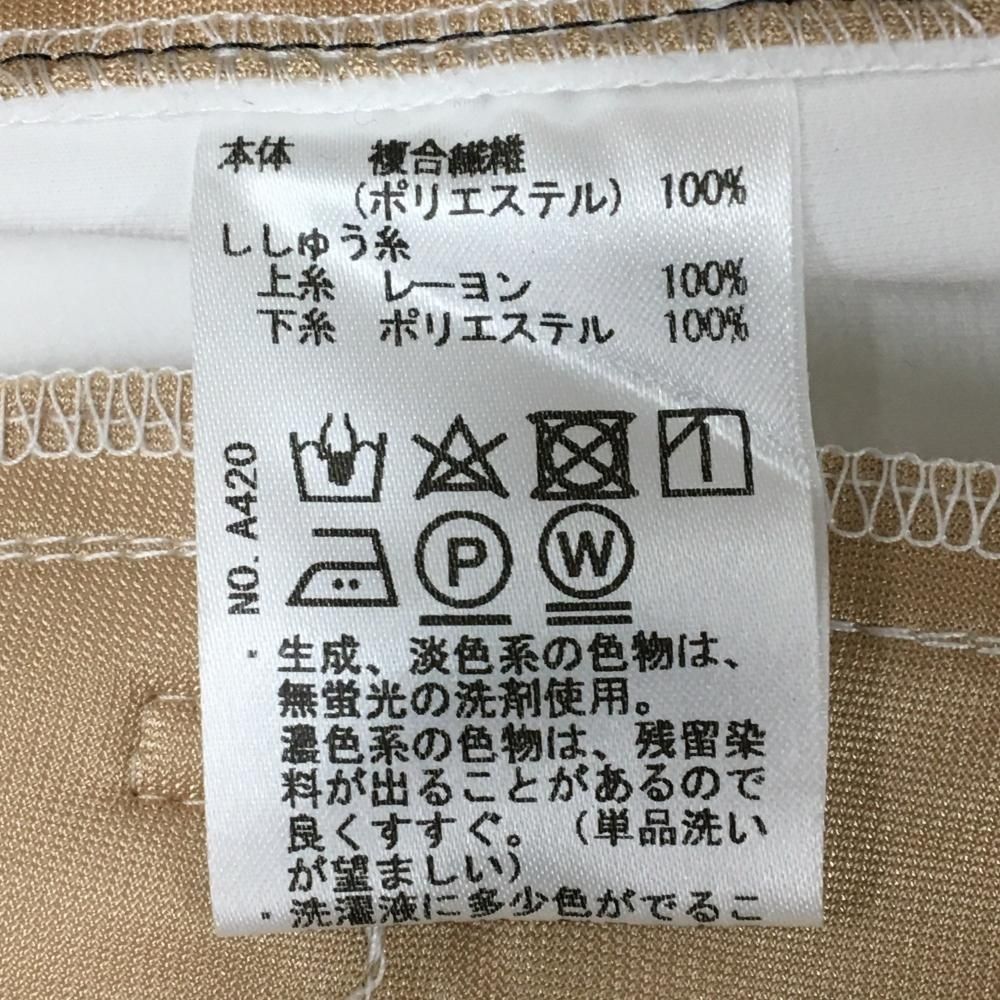 本体 複合繊維
(ポリエステル) 100%
ししゅう糸
上糸 レーヨン 100%
下糸 ポリエステル 100%
NO. A420
P W
・生成、淡色系の色物は、
無蛍光の洗剤使用。
濃色系の色物は、残留染
料が出ることがあるので
良くすすぐ。(単品洗い
が望ましい)
・洗濯液に多少色がでるこ